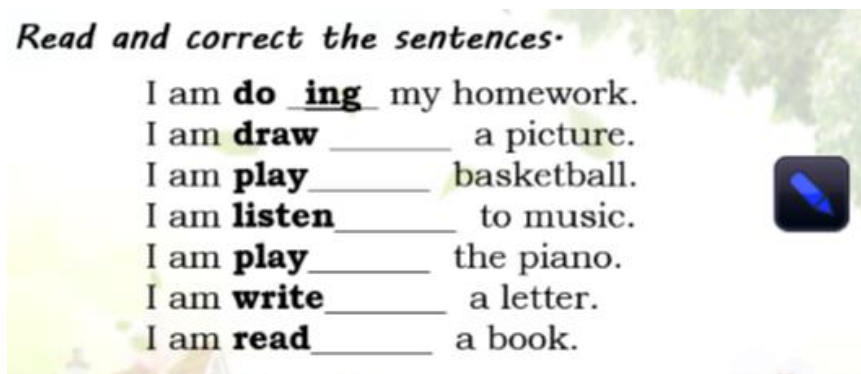 Read and correct the sentences.
I am do _ing_ my homework.
I am draw ______ a picture.
I am play______ basketball.
I am listen______ to music.
I am play______ the piano.
I am write______ a letter.
I am read______ a book.